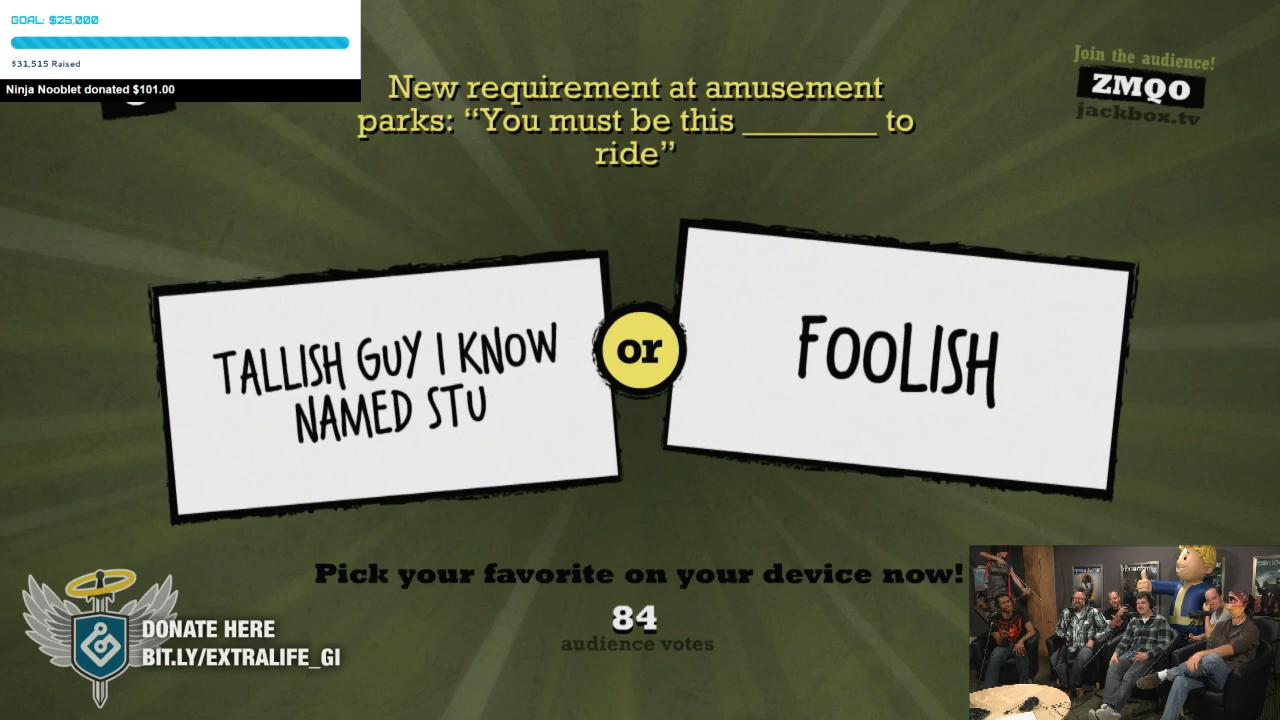 GOAL: $25,000
$31,515 Raised
Ninja Nooblet donated $101.00
Join the audience!
ZMQO
jackbox.tv
New requirement at amusement
parks: “You must be this ________ to
ride”
TALLISH GUY I KNOW
NAMED STU
or
FOOLISH
Pick your favorite on your device now!
84
audience votes
DONATE HERE
BIT.LY/EXTRALIFE_GI